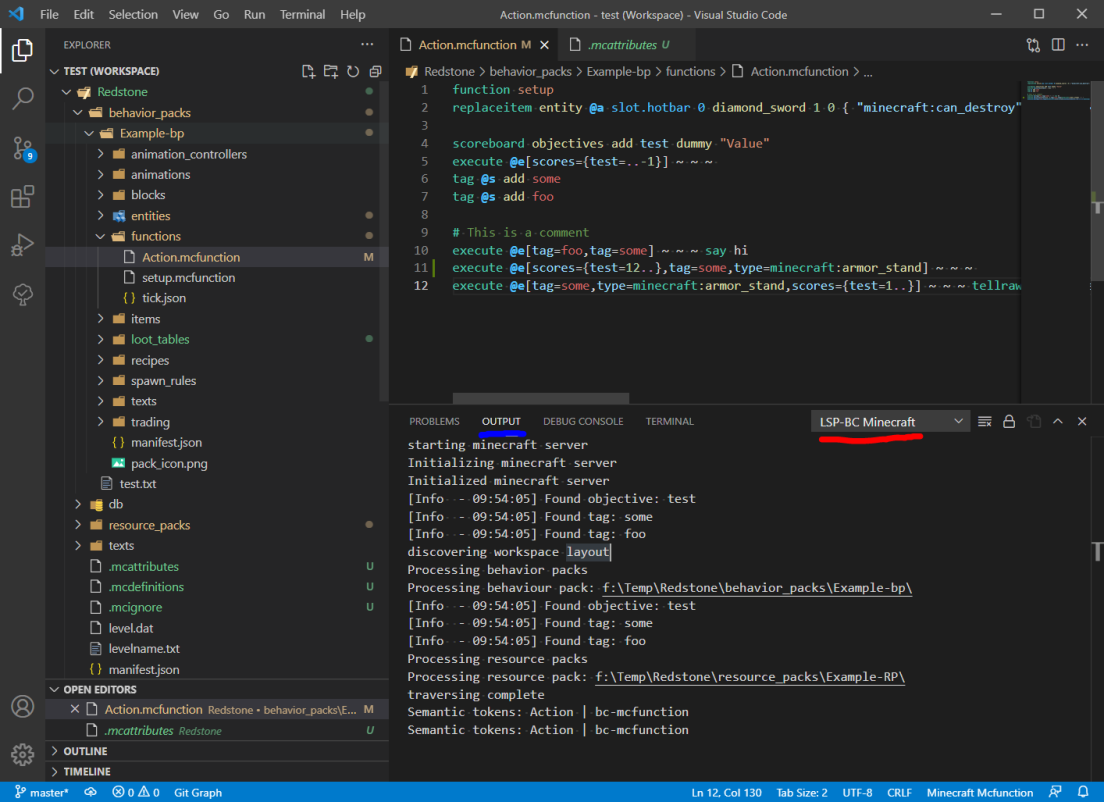 File Edit Selection View Go Run Terminal Help
Action.mcfunction - test (Workspace) - Visual Studio Code
EXPLORER
TEST (WORKSPACE)
Redstone
behavior_packs
Example-bp
animation_controllers
animations
blocks
entities
functions
Action.mcfunction M
setup.mcfunction
{} tick.json
items
loot_tables
recipes
spawn_rules
texts
trading
{} manifest.json
pack_icon.png
test.txt
db
resource_packs
texts
.mcattributes U
.mcdefinitions U
.mcignore U
level.dat
levelname.txt
{} manifest.json
OPEN EDITORS
Action.mcfunction Redstone • behavior_packs\E... M
.mcattributes Redstone U
OUTLINE
TIMELINE
9
Action.mcfunction M
.mcattributes U
Redstone > behavior_packs > Example-bp > functions > Action.mcfunction > ...
1 function setup
2 replaceitem entity @a slot.hotbar 0 diamond_sword 1 0 { "minecraft:can_destroy"
3
4 scoreboard objectives add test dummy "Value"
5 execute @e[scores={test=..-1}] ~ ~ ~
6 tag @s add some
7 tag @s add foo
8
9 # This is a comment
10 execute @e[tag=foo,tag=some] ~ ~ ~ say hi
11 execute @e[scores={test=12..},tag=some,type=minecraft:armor_stand] ~ ~ ~
12 execute @e[tag=some,type=minecraft:armor_stand,scores={test=1..}] ~ ~ ~ tellraw
PROBLEMS OUTPUT DEBUG CONSOLE TERMINAL
LSP-BC Minecraft
starting minecraft server
Initializing minecraft server
Initialized minecraft server
[Info  - 09:54:05] Found objective: test
[Info  - 09:54:05] Found tag: some
[Info  - 09:54:05] Found tag: foo
discovering workspace layout
Processing behavior packs
Processing behaviour pack: f:\Temp\Redstone\behavior_packs\Example-bp\
[Info  - 09:54:05] Found objective: test
[Info  - 09:54:05] Found tag: some
[Info  - 09:54:05] Found tag: foo
Processing resource packs
Processing resource pack: f:\Temp\Redstone\resource_packs\Example-RP\
traversing complete
Semantic tokens: Action | bc-mcfunction
Semantic tokens: Action | bc-mcfunction
master* 0 0 Git Graph
Ln 12, Col 130 Tab Size: 2 UTF-8 CRLF Minecraft Mcfunction